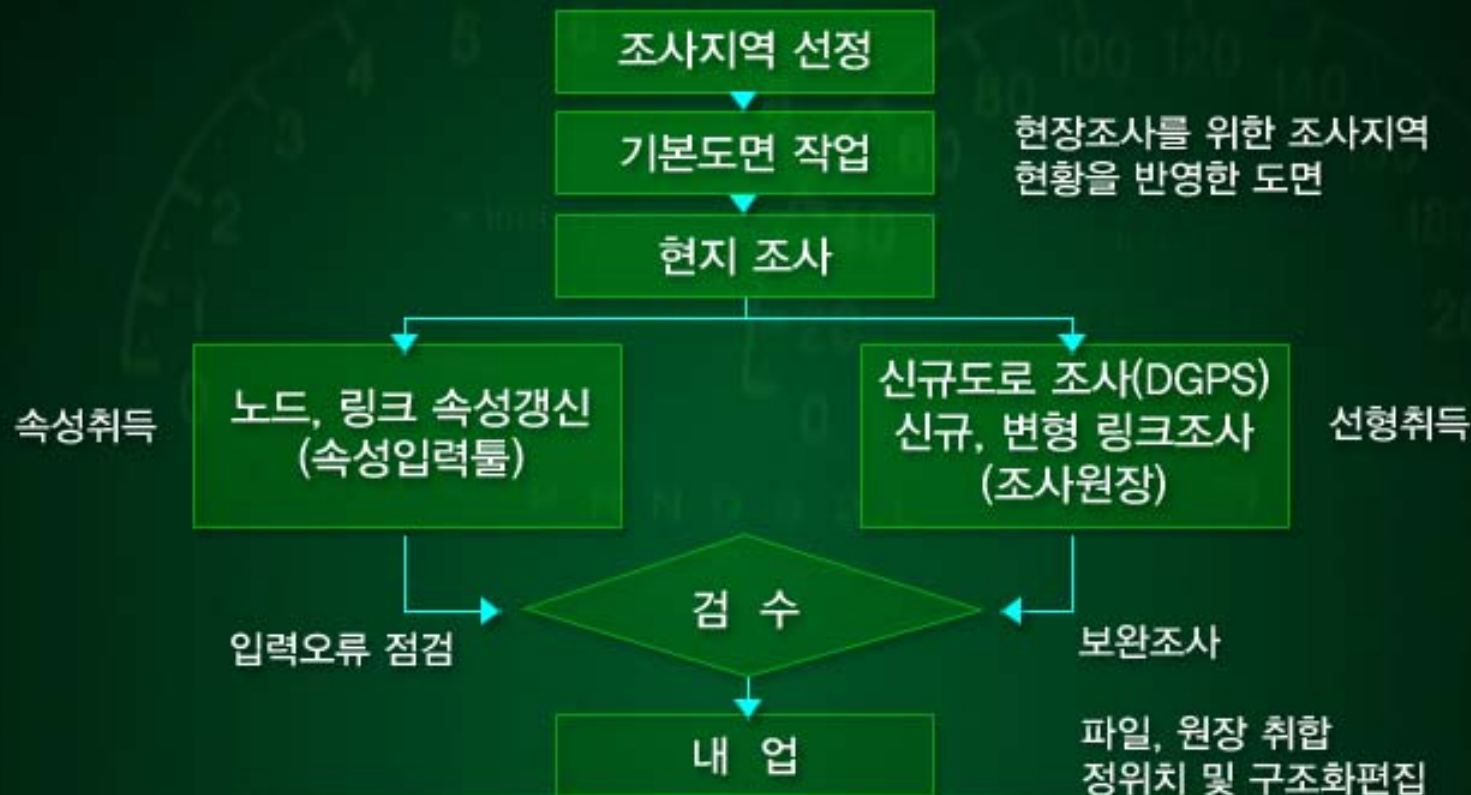 조사지역 선정
기본도면 작업
현장조사를 위한 조사지역
현황을 반영한 도면
현지 조사
속성취득
노드, 링크 속성갱신
(속성입력툴)
신규도로 조사(DGPS)
신규, 변형 링크조사
(조사원장)
선형취득
검 수
입력오류 점검
보완조사
내 업
파일, 원장 취합
정위치 및 구조화편집